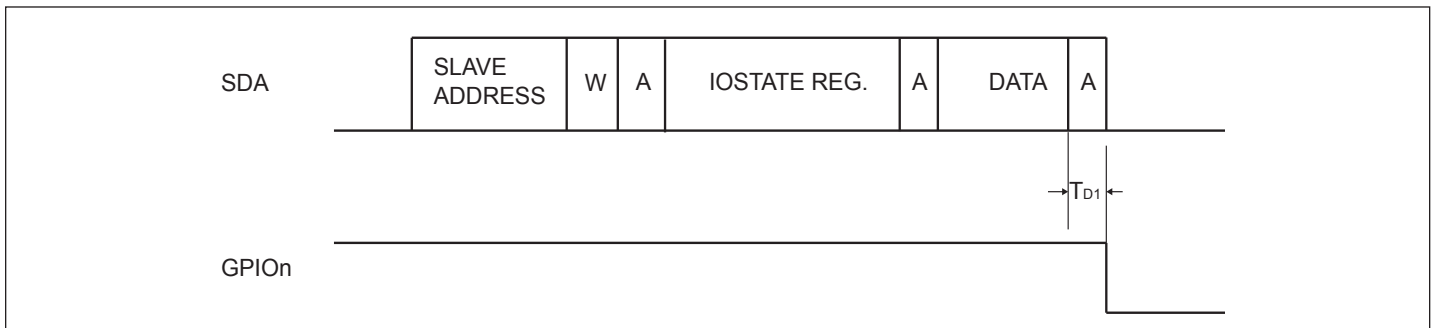 SDA
SLAVE
ADDRESS
W
A
IOSTATE REG.
A
DATA
A
TD1
GPIOn